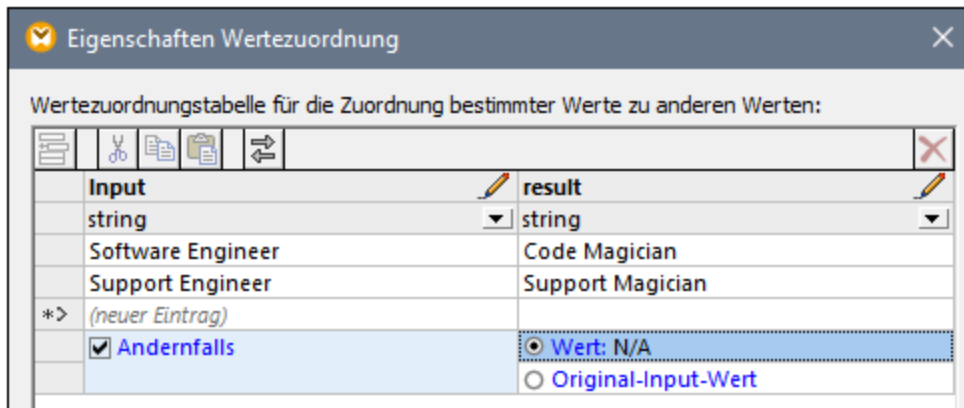 Eigenschaften Wertezuordnung
Wertezuordnungstabelle für die Zuordnung bestimmter Werte zu anderen Werten:
Input result
string string
Software Engineer Code Magician
Support Engineer Support Magician
(neuer Eintrag)
Andernfalls Wert: N/A
Original-Input-Wert